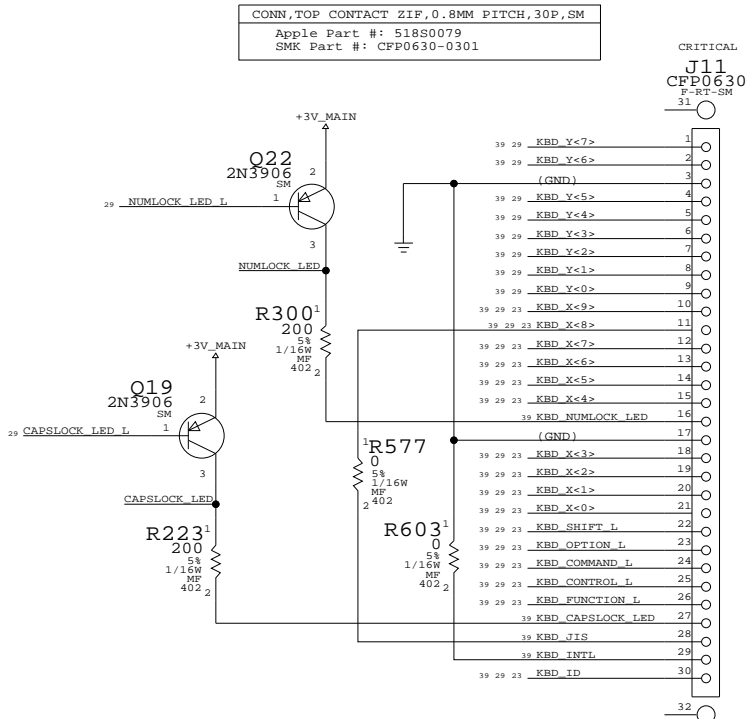 CONN,TOP CONTACT ZIF,0.8MM PITCH,30P,SM
Apple Part #: 518S0079
SMK Part #: CFP0630-0301
CRITICAL
J11
CFP0630
F-RT-SM
31
+3V_MAIN
Q22
2N3906
SM
2
1
3
29 NUMLOCK_LED_L
NUMLOCK_LED
R300
200
5%
1/16W
MF
402
1
2
+3V_MAIN
Q19
2N3906
SM
2
1
3
29 CAPSLOCK_LED_L
CAPSLOCK_LED
R223
200
5%
1/16W
MF
402
1
2
R577
0
5%
1/16W
MF
402
1
2
R603
0
5%
1/16W
MF
402
1
2
39 29 KBD_Y<7> 1
39 29 KBD_Y<6> 2
(GND) 3
39 29 KBD_Y<5> 4
39 29 KBD_Y<4> 5
39 29 KBD_Y<3> 6
39 29 KBD_Y<2> 7
39 29 KBD_Y<1> 8
39 29 KBD_Y<0> 9
39 29 23 KBD_X<9> 10
39 29 23 KBD_X<8> 11
39 29 23 KBD_X<7> 12
39 29 23 KBD_X<6> 13
39 29 23 KBD_X<5> 14
39 29 23 KBD_X<4> 15
39 KBD_NUMLOCK_LED 16
(GND) 17
39 29 23 KBD_X<3> 18
39 29 23 KBD_X<2> 19
39 29 23 KBD_X<1> 20
39 29 23 KBD_X<0> 21
39 29 23 KBD_SHIFT_L 22
39 29 23 KBD_OPTION_L 23
39 29 23 KBD_COMMAND_L 24
39 29 23 KBD_CONTROL_L 25
39 29 23 KBD_FUNCTION_L 26
39 KBD_CAPSLOCK_LED 27
39 KBD_JIS 28
39 KBD_INTL 29
39 29 23 KBD_ID 30
32